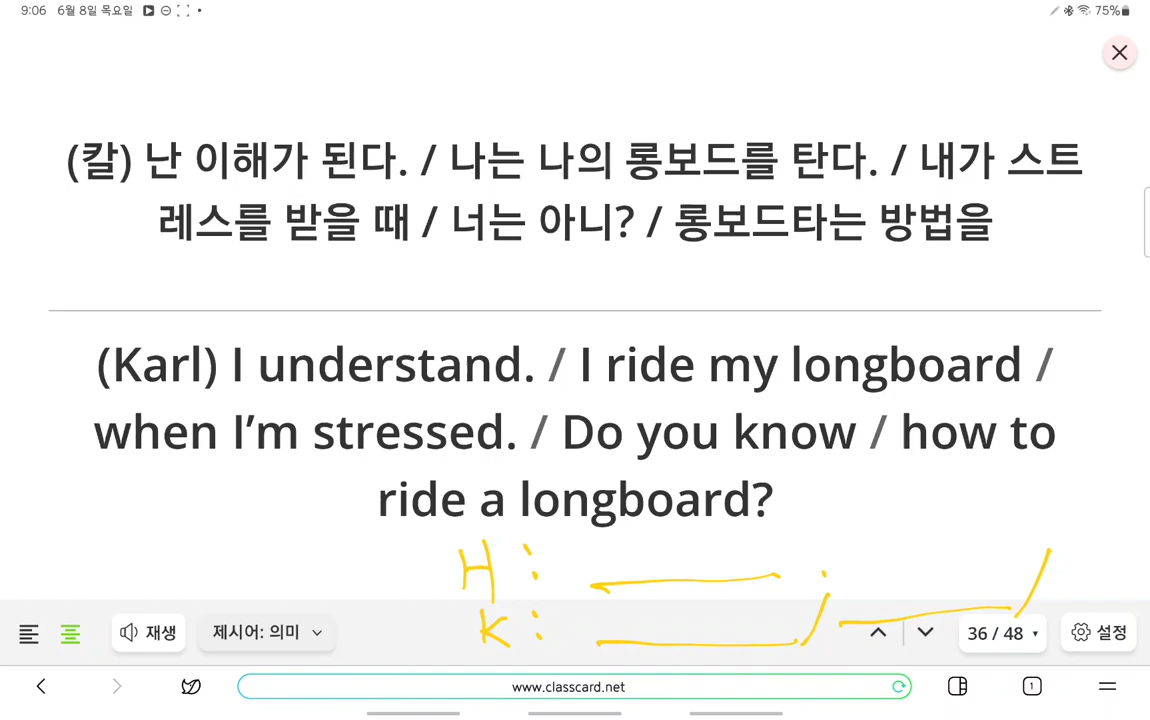 9:06 6월 8일 목요일
75%
(칼) 난 이해가 된다. / 나는 나의 롱보드를 탄다. / 내가 스트
레스를 받을 때 / 너는 아니? / 롱보드타는 방법을
(Karl) I understand. / I ride my longboard /
when I’m stressed. / Do you know / how to
ride a longboard?
H :
K :
재생 제시어: 의미 36 / 48 설정
www.classcard.net 1